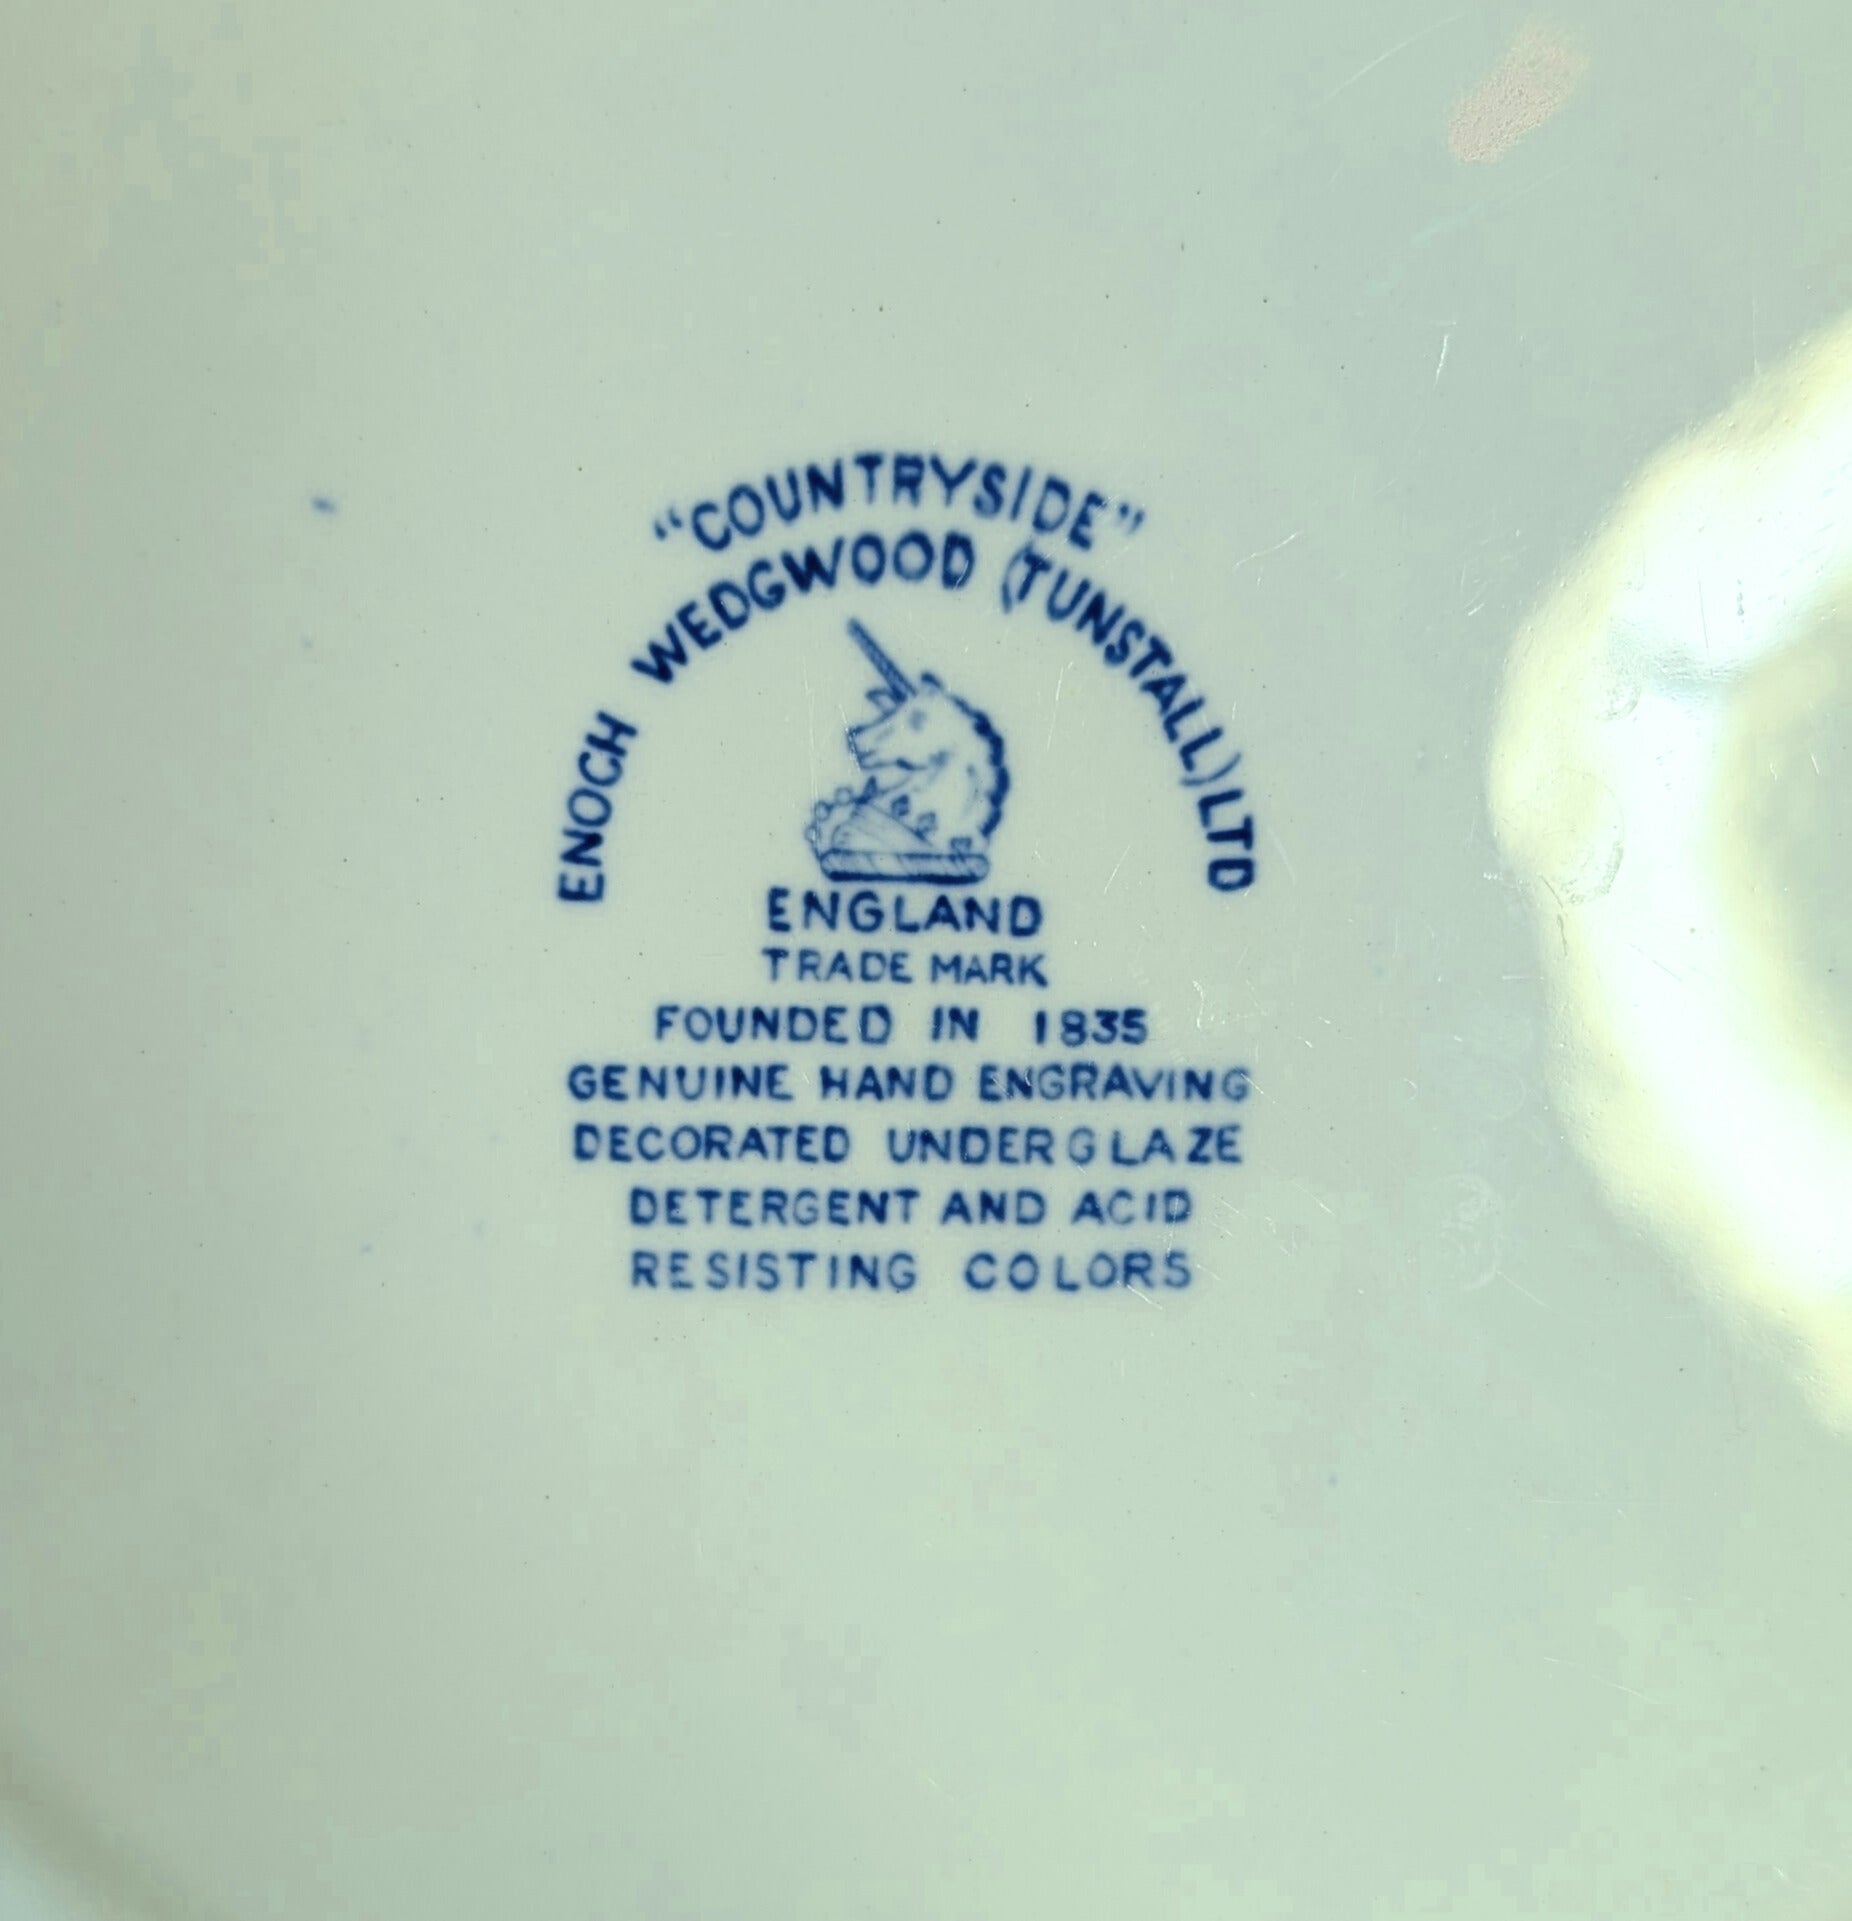 “COUNTRYSIDE”
ENOCH WEDGWOOD (TUNSTALL) LTD
ENGLAND
TRADE MARK
FOUNDED IN 1835
GENUINE HAND ENGRAVING
DECORATED UNDERGLAZE
DETERGENT AND ACID
RESISTING COLORS